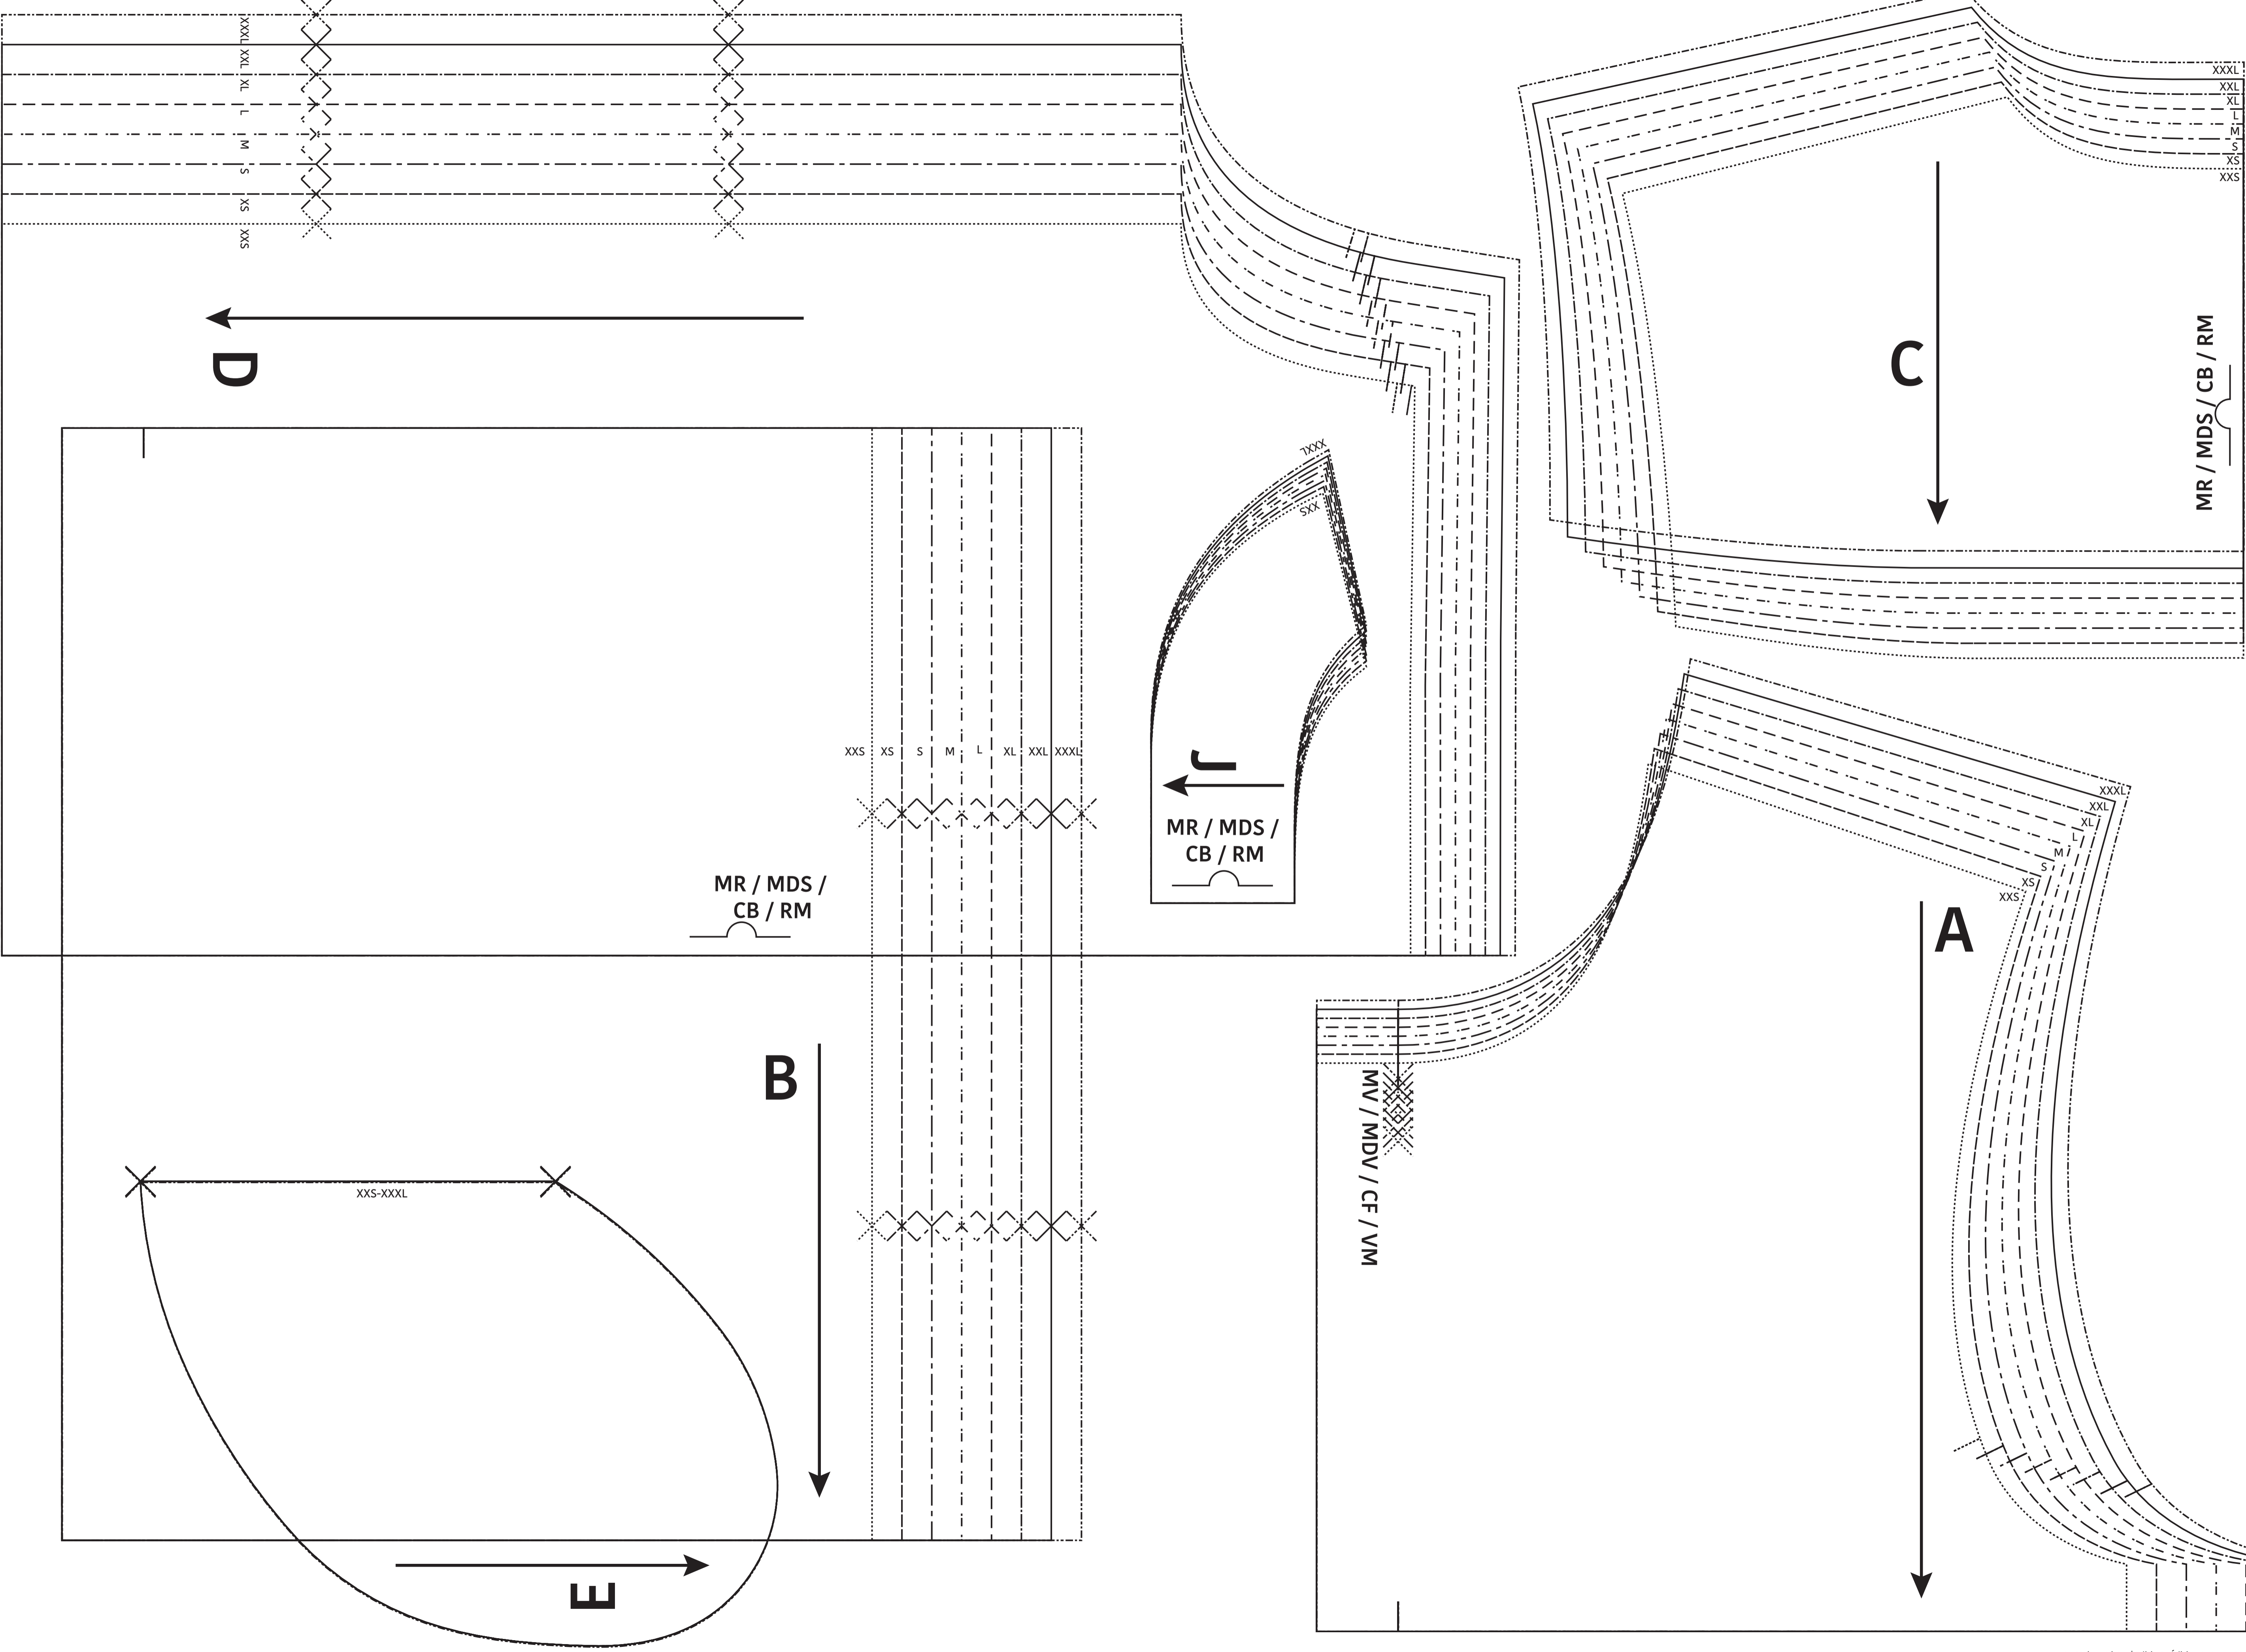 XXXL
XXL
XL
L
M
S
XS
XXS
D
XXXL
XXL
XL
L
M
S
XS
XXS
C
MR / MDS / CB / RM
XXXL
XXS
J
MR / MDS /
CB / RM
XXS XS S M L XL XXL XXXL
MR / MDS /
CB / RM
B
XXXL
XXL
XL
L
M
S
XS
XXS
A
MV / MDV / CF / VM
XXS-XXXL
E